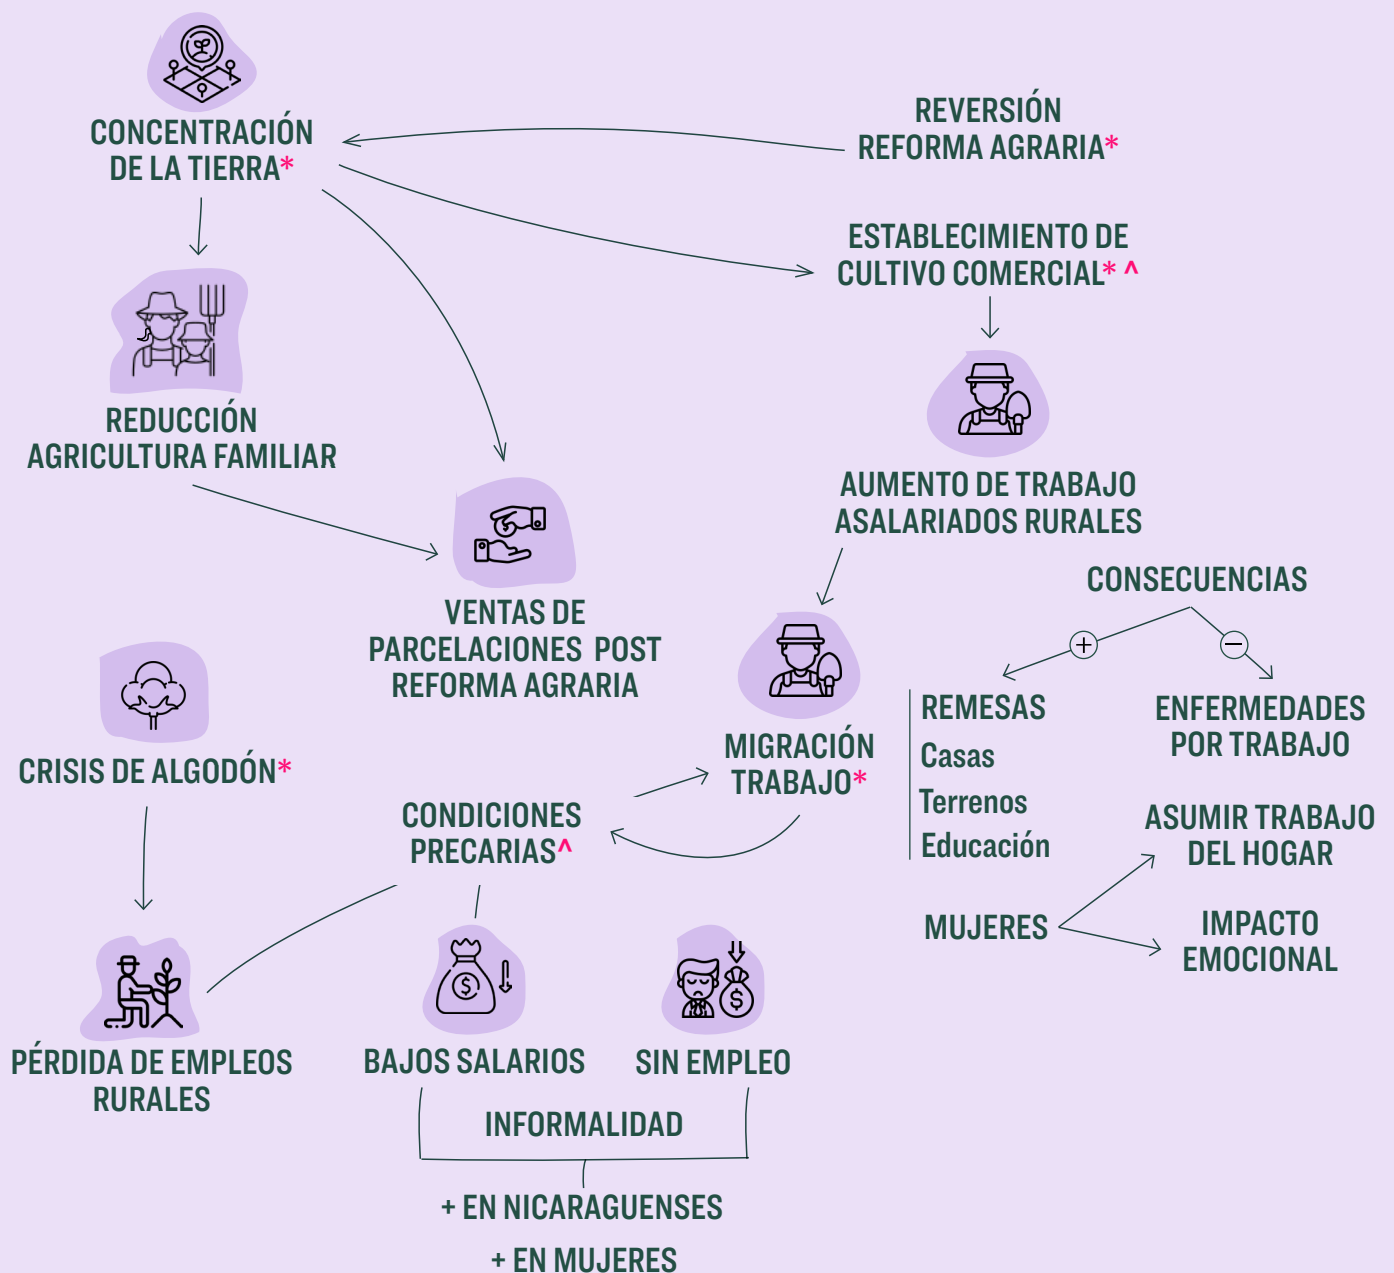 CONCENTRACIÓN
DE LA TIERRA*
REVERSIÓN
REFORMA AGRARIA*
ESTABLECIMIENTO DE
CULTIVO COMERCIAL* ^
REDUCCIÓN
AGRICULTURA FAMILIAR
AUMENTO DE TRABAJO
ASALARIADOS RURALES
VENTAS DE
PARCELACIONES POST
REFORMA AGRARIA
CONSECUENCIAS
+
−
REMESAS
Casas
Terrenos
Educación
ENFERMEDADES
POR TRABAJO
MIGRACIÓN
TRABAJO*
CRISIS DE ALGODÓN*
CONDICIONES
PRECARIAS^
ASUMIR TRABAJO
DEL HOGAR
MUJERES
IMPACTO
EMOCIONAL
PÉRDIDA DE EMPLEOS
RURALES
$
BAJOS SALARIOS
$
SIN EMPLEO
INFORMALIDAD
+ EN NICARAGUENSES
+ EN MUJERES